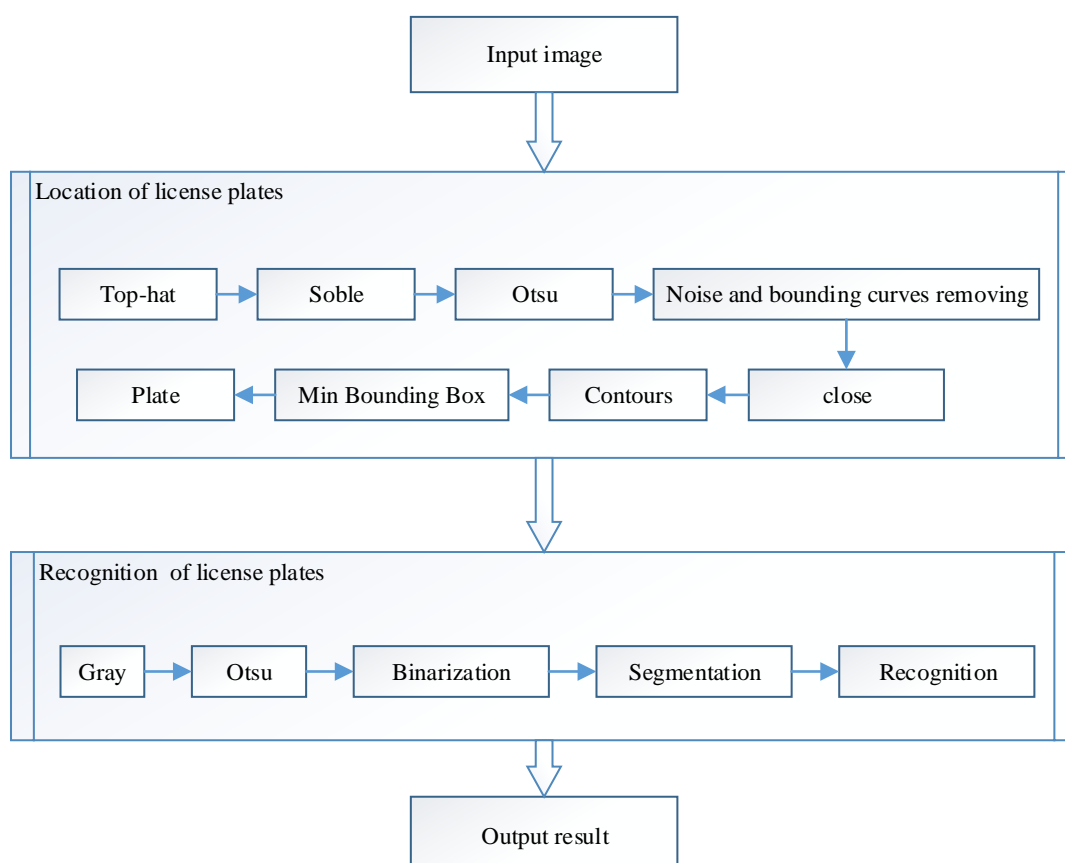 Input image
Location of license plates
Top-hat
Soble
Otsu
Noise and bounding curves removing
Plate
Min Bounding Box
Contours
close
Recognition of license plates
Gray
Otsu
Binarization
Segmentation
Recognition
Output result